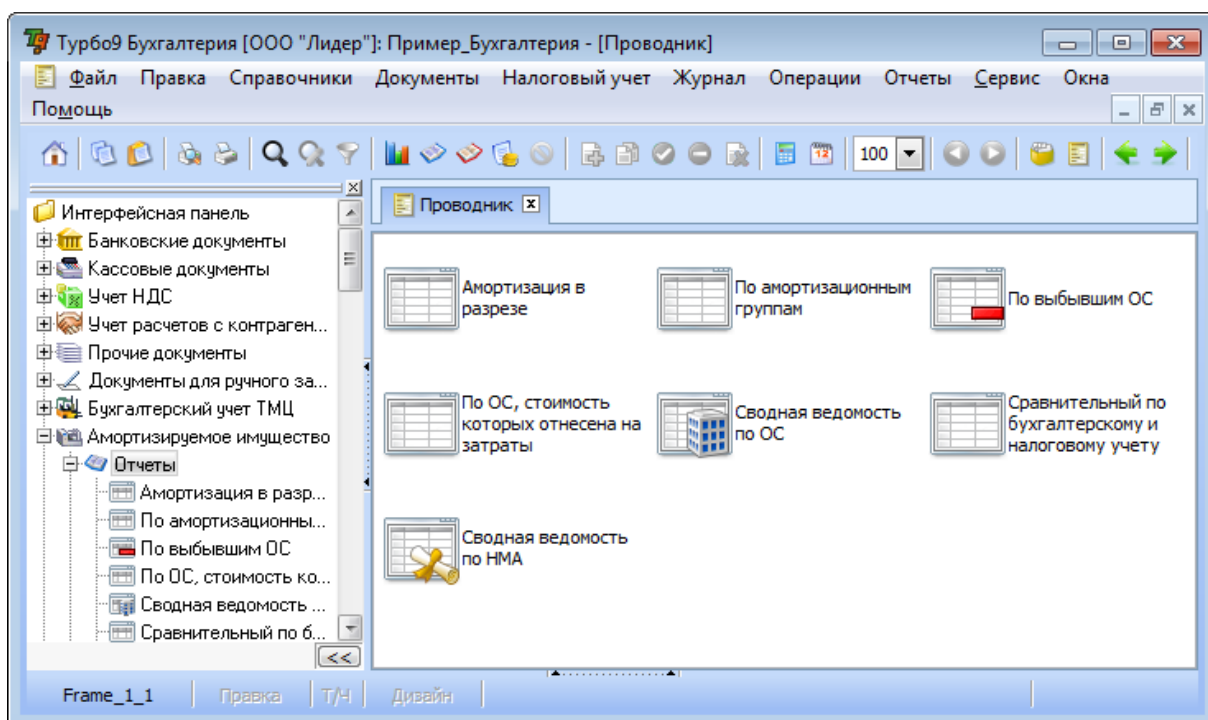 Турбо9 Бухгалтерия [ООО "Лидер"]: Пример_Бухгалтерия - [Проводник]
Файл Правка Справочники Документы Налоговый учет Журнал Операции Отчеты Сервис Окна
Помощь
100
Интерфейсная панель
Банковские документы
Кассовые документы
Учет НДС
Учет расчетов с контраген...
Прочие документы
Документы для ручного за...
Бухгалтерский учет ТМЦ
Амортизируемое имущество
Отчеты
Амортизация в разр...
По амортизационны...
По выбывшим ОС
По ОС, стоимость ко...
Сводная ведомость ...
Сравнительный по б...
<<
Проводник
Амортизация в
разрезе
По амортизационным
группам
По выбывшим ОС
По ОС, стоимость
которых отнесена на
затраты
Сводная ведомость
по ОС
Сравнительный по
бухгалтерскому и
налоговому учету
Сводная ведомость
по НМА
Frame_1_1 Правка Т/Ч Дизайн